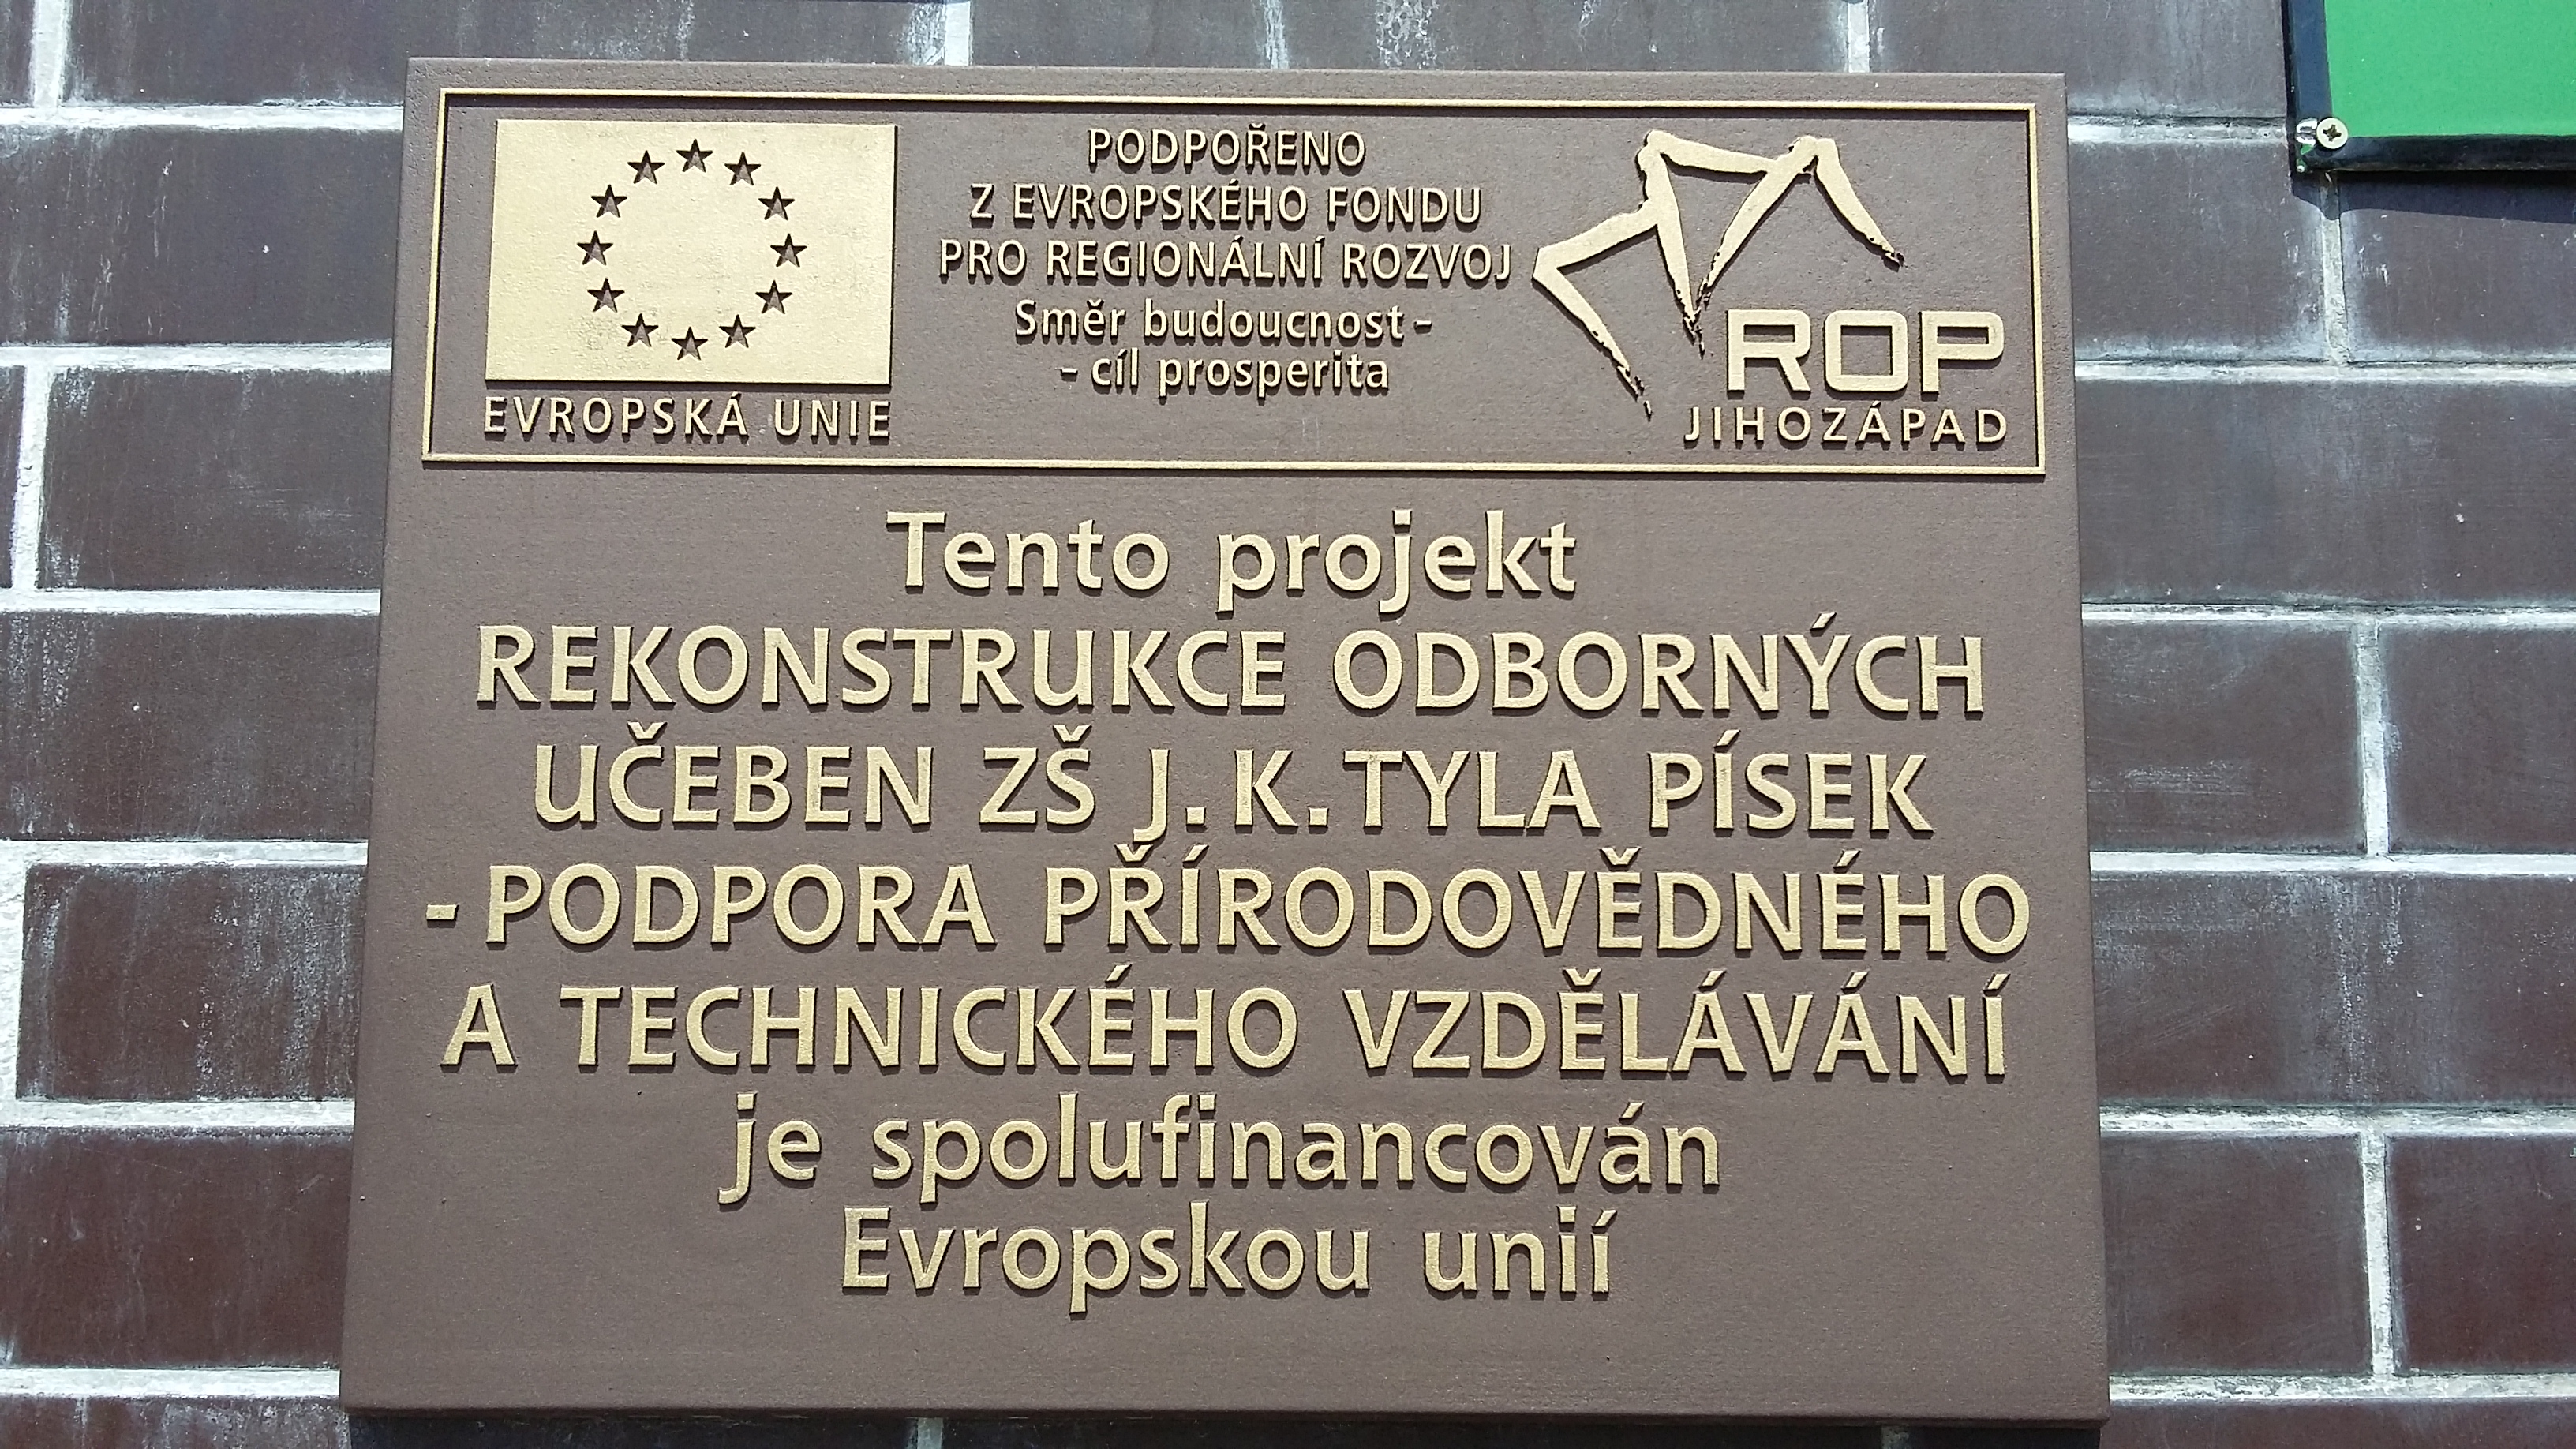 EVROPSKÁ UNIE
PODPOŘENO
Z EVROPSKÉHO FONDU
PRO REGIONÁLNÍ ROZVOJ
Směr budoucnost -
- cíl prosperita
ROP
JIHOZÁPAD
Tento projekt
REKONSTRUKCE ODBORNÝCH
UČEBEN ZŠ J. K. TYLA PÍSEK
- PODPORA PŘÍRODOVĚDNÉHO
A TECHNICKÉHO VZDĚLÁVÁNÍ
je spolufinancován
Evropskou unií